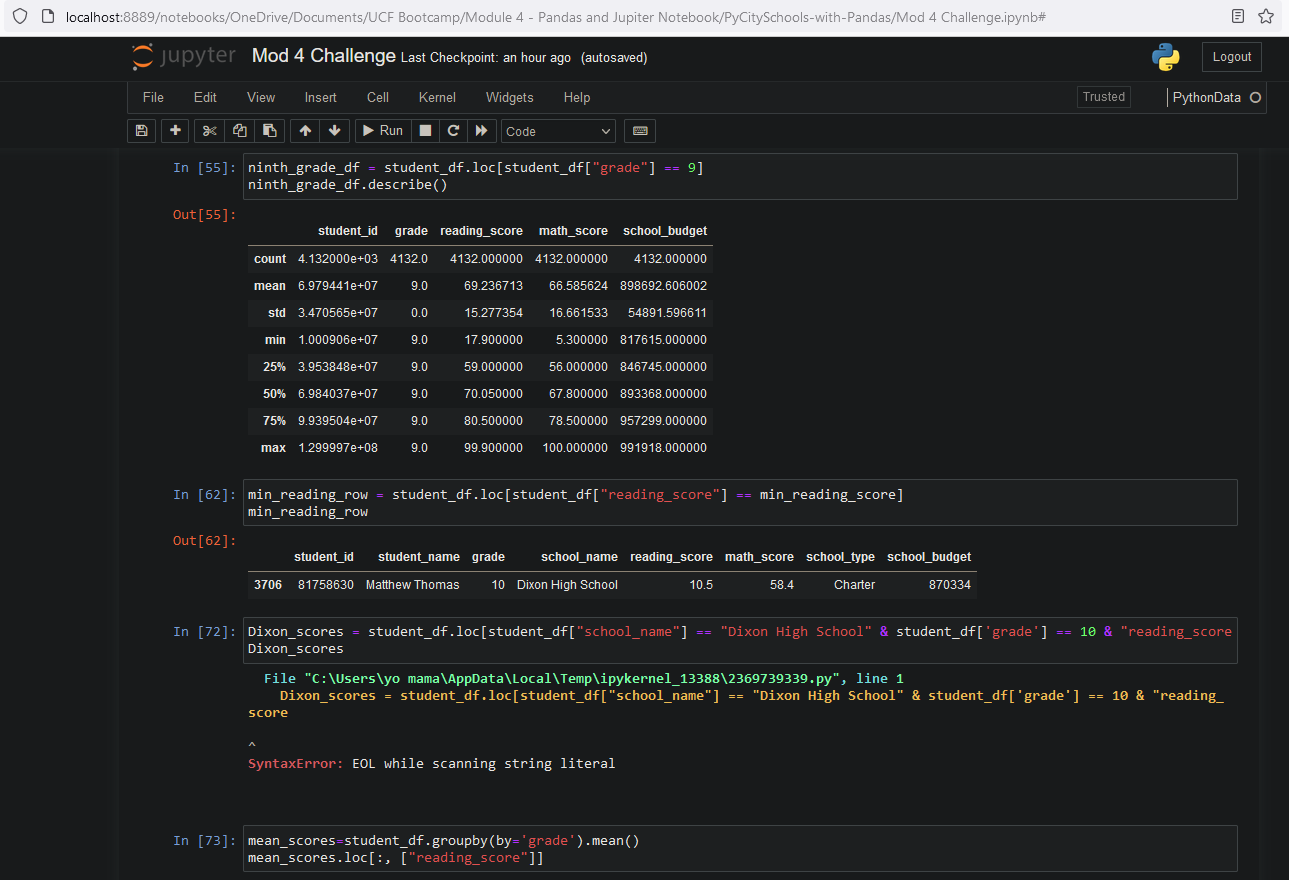 localhost:8889/notebooks/OneDrive/Documents/UCF Bootcamp/Module 4 - Pandas and Jupiter Notebook/PyCitySchools-with-Pandas/Mod 4 Challenge.ipynb#
jupyter Mod 4 Challenge Last Checkpoint: an hour ago (autosaved) Logout
File Edit View Insert Cell Kernel Widgets Help Trusted PythonData
Run Code
In [55]: ninth_grade_df = student_df.loc[student_df["grade"] == 9]
ninth_grade_df.describe()
Out[55]:
student_id grade reading_score math_score school_budget
count 4.132000e+03 4132.0 4132.000000 4132.000000 4132.000000
mean 6.979441e+07 9.0 69.236713 66.585624 898692.606002
std 3.470565e+07 0.0 15.277354 16.661533 54891.596611
min 1.000906e+07 9.0 17.900000 5.300000 817615.000000
25% 3.953848e+07 9.0 59.000000 56.000000 846745.000000
50% 6.984037e+07 9.0 70.050000 67.800000 893368.000000
75% 9.939504e+07 9.0 80.500000 78.500000 957299.000000
max 1.299997e+08 9.0 99.900000 100.000000 991918.000000
In [62]: min_reading_row = student_df.loc[student_df["reading_score"] == min_reading_score]
min_reading_row
Out[62]:
student_id student_name grade school_name reading_score math_score school_type school_budget
3706 81758630 Matthew Thomas 10 Dixon High School 10.5 58.4 Charter 870334
In [72]: Dixon_scores = student_df.loc[student_df["school_name"] == "Dixon High School" & student_df['grade'] == 10 & "reading_score
Dixon_scores
File "C:\Users\yo mama\AppData\Local\Temp\ipykernel_13388\2369739339.py", line 1
Dixon_scores = student_df.loc[student_df["school_name"] == "Dixon High School" & student_df['grade'] == 10 & "reading_
score
^
SyntaxError: EOL while scanning string literal
In [73]: mean_scores=student_df.groupby(by='grade').mean()
mean_scores.loc[:, ["reading_score"]]